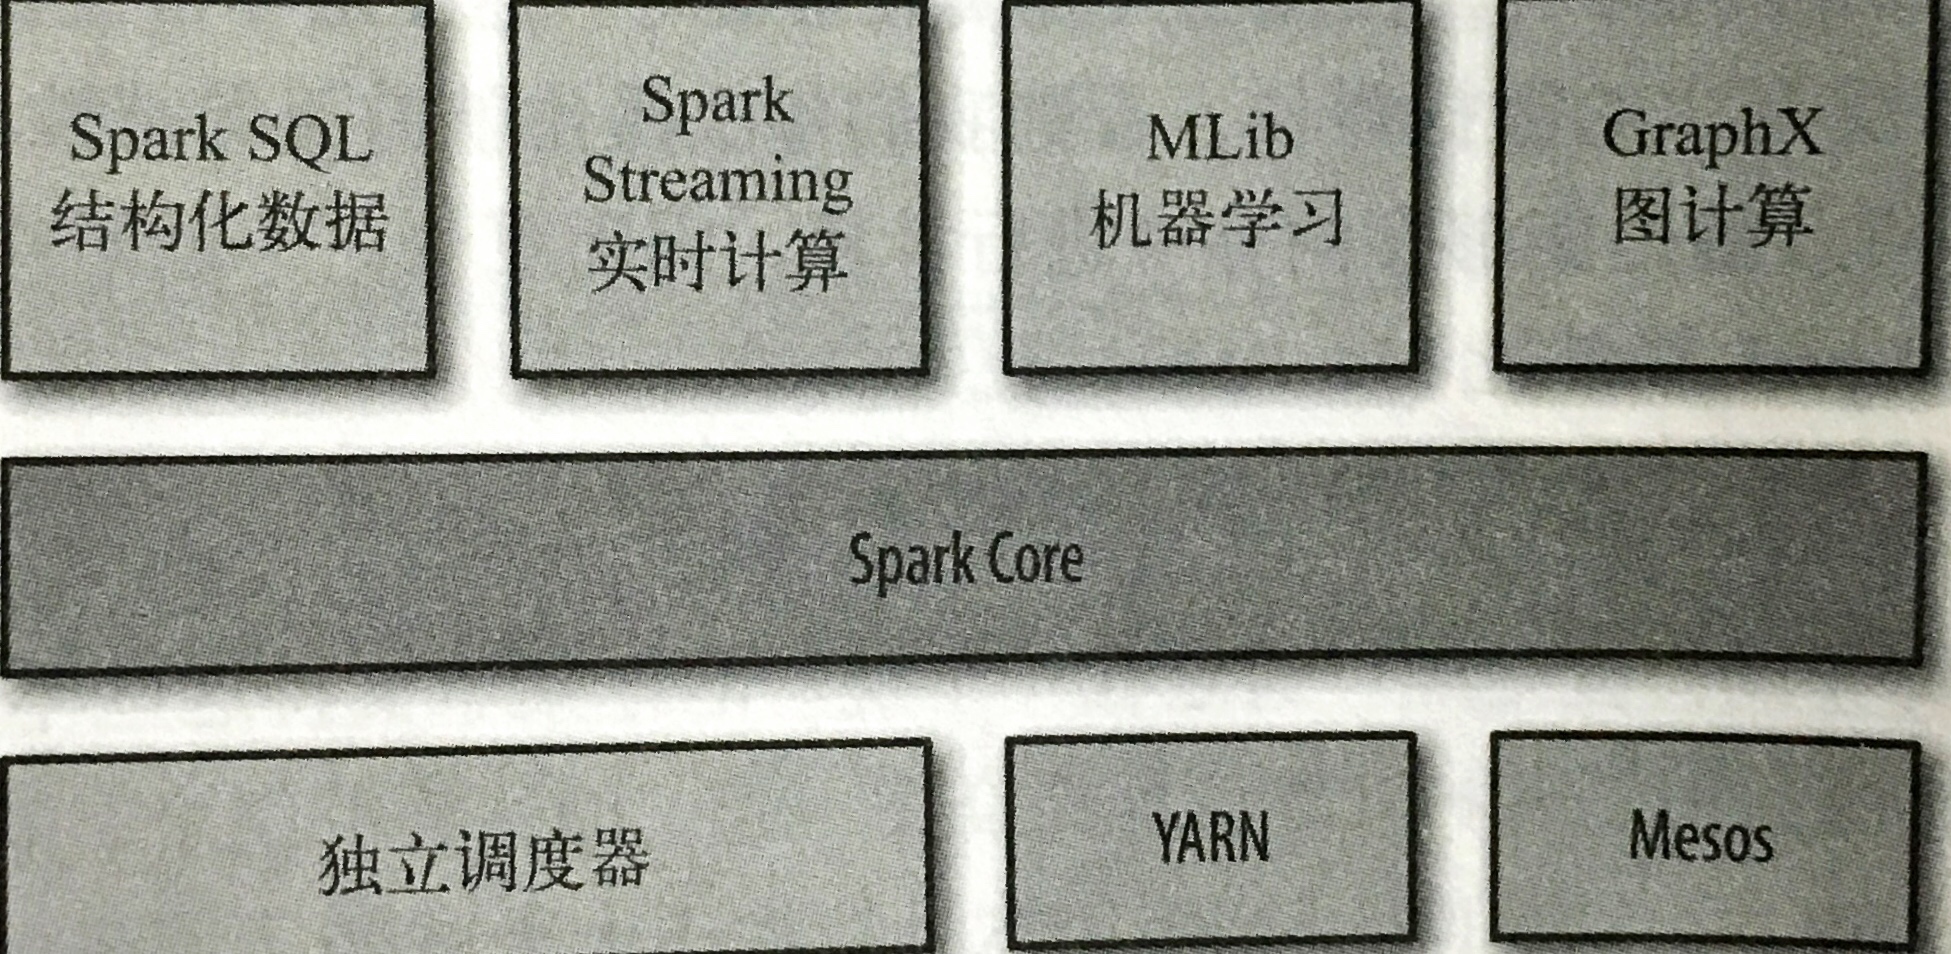 Spark SQL
结构化数据
Spark
Streaming
实时计算
MLib
机器学习
GraphX
图计算
Spark Core
独立调度器
YARN
Mesos